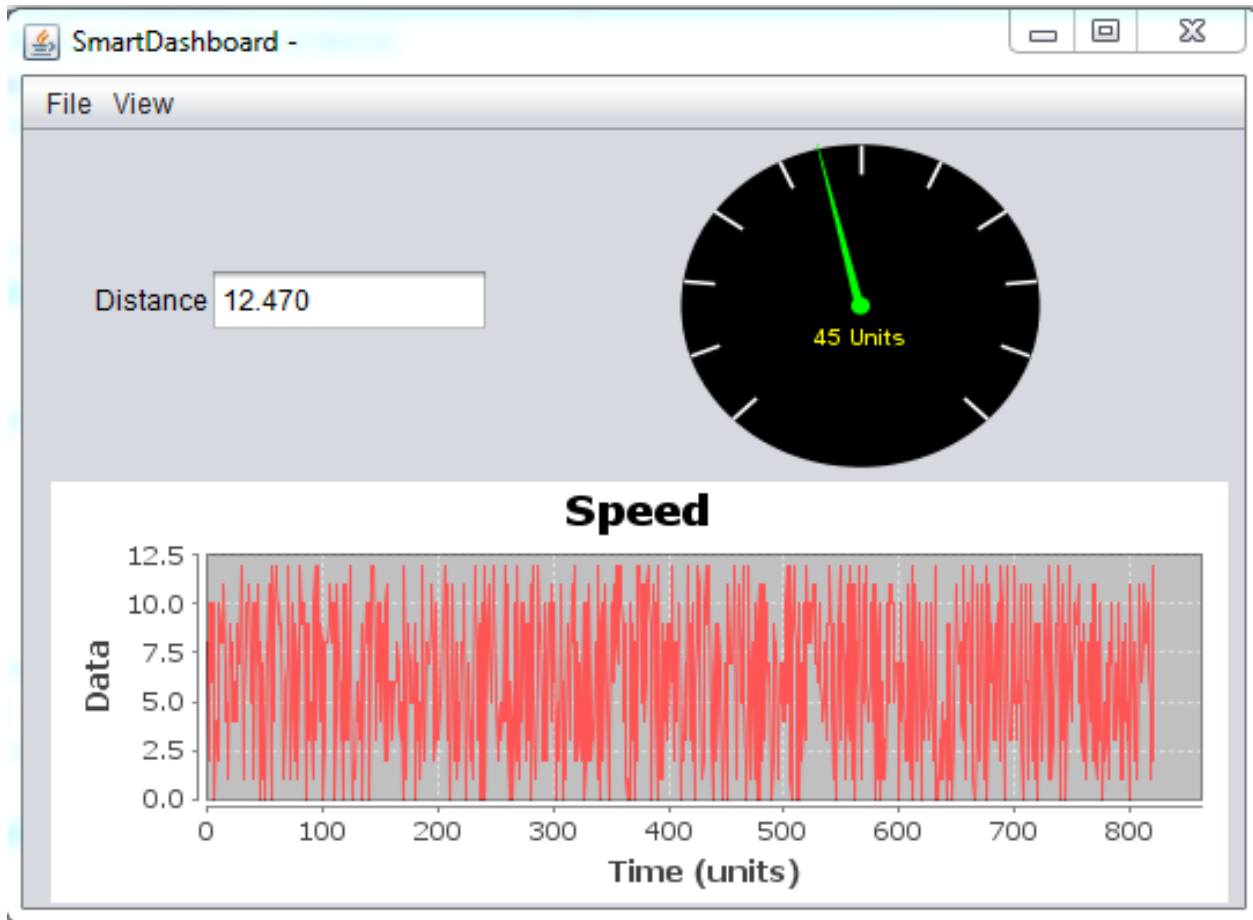 SmartDashboard -
File View
Distance 12.470
45 Units
Speed
12.5
10.0
7.5
5.0
2.5
0.0
Data
0 100 200 300 400 500 600 700 800
Time (units)